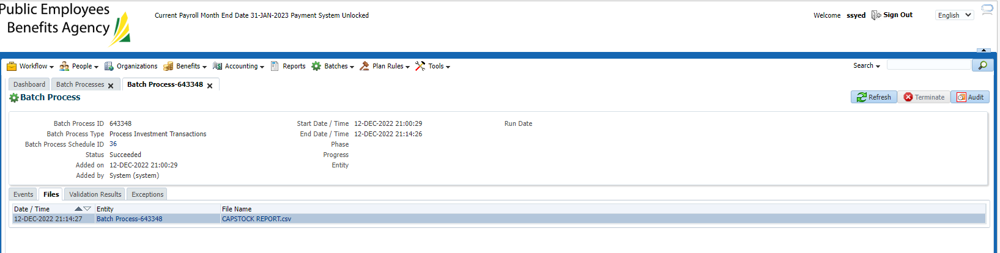 Public Employees
Benefits Agency
Current Payroll Month End Date 31-JAN-2023 Payment System Unlocked
Welcome ssyed Sign Out English
Workflow People Organizations Benefits Accounting Reports Batches Plan Rules Tools Search
Dashboard Batch Processes Batch Process-643348
Batch Process
Refresh Terminate Audit
Batch Process ID 643348 Start Date / Time 12-DEC-2022 21:00:29 Run Date
Batch Process Type Process Investment Transactions End Date / Time 12-DEC-2022 21:14:26
Batch Process Schedule ID 36 Phase
Status Succeeded Progress
Added on 12-DEC-2022 21:00:29 Entity
Added by System (system)
Events Files Validation Results Exceptions
Date / Time Entity File Name
12-DEC-2022 21:14:27 Batch Process-643348 CAPSTOCK REPORT.csv